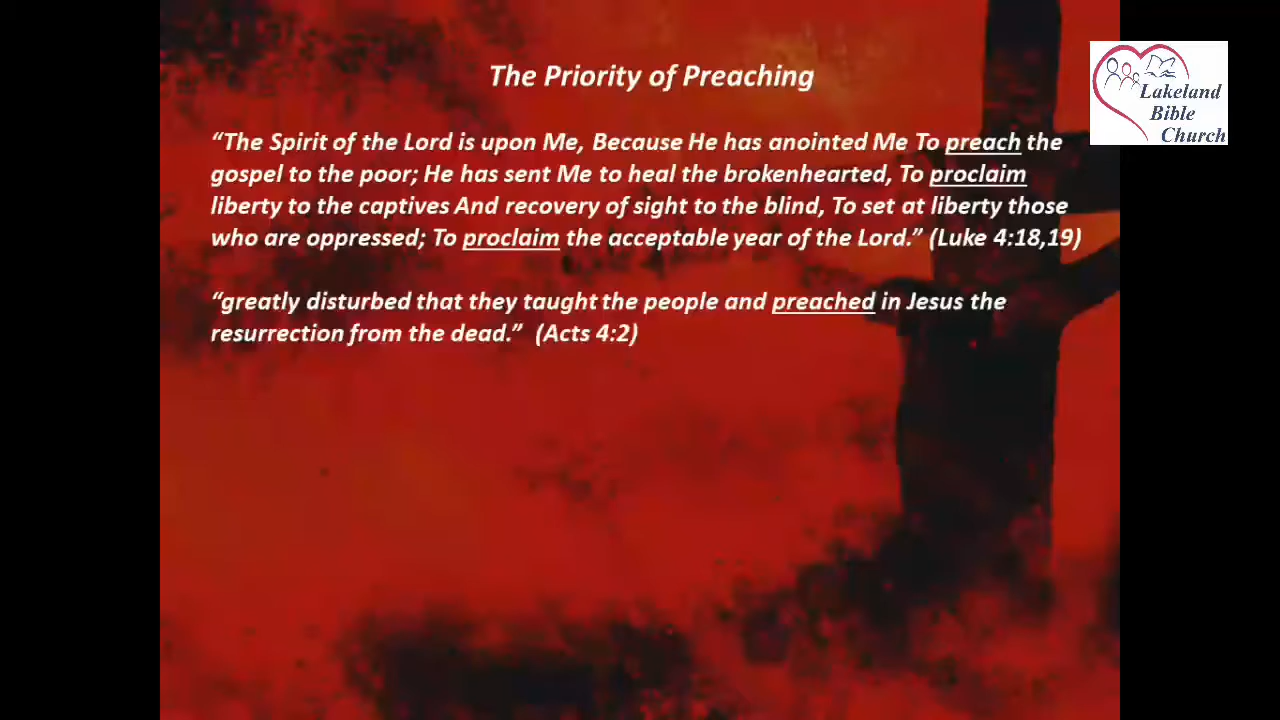 The Priority of Preaching
Lakeland
Bible
Church
“The Spirit of the Lord is upon Me, Because He has anointed Me To preach the
gospel to the poor; He has sent Me to heal the brokenhearted, To proclaim
liberty to the captives And recovery of sight to the blind, To set at liberty those
who are oppressed; To proclaim the acceptable year of the Lord.” (Luke 4:18,19)
“greatly disturbed that they taught the people and preached in Jesus the
resurrection from the dead.” (Acts 4:2)